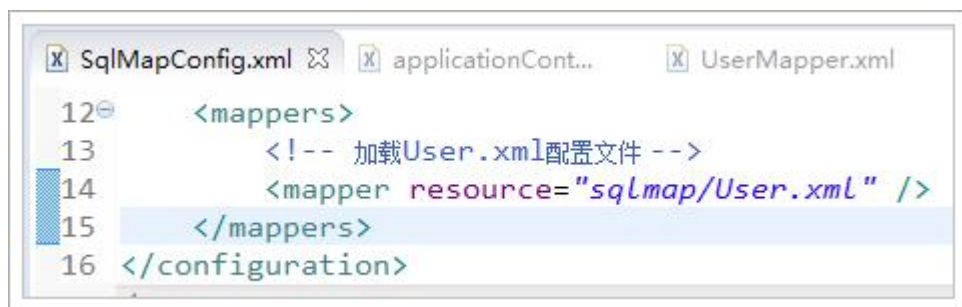 SqlMapConfig.xml applicationCont... UserMapper.xml
12 <mappers>
13 <!-- 加载User.xml配置文件 -->
14 <mapper resource="sqlmap/User.xml" />
15 </mappers>
16 </configuration>